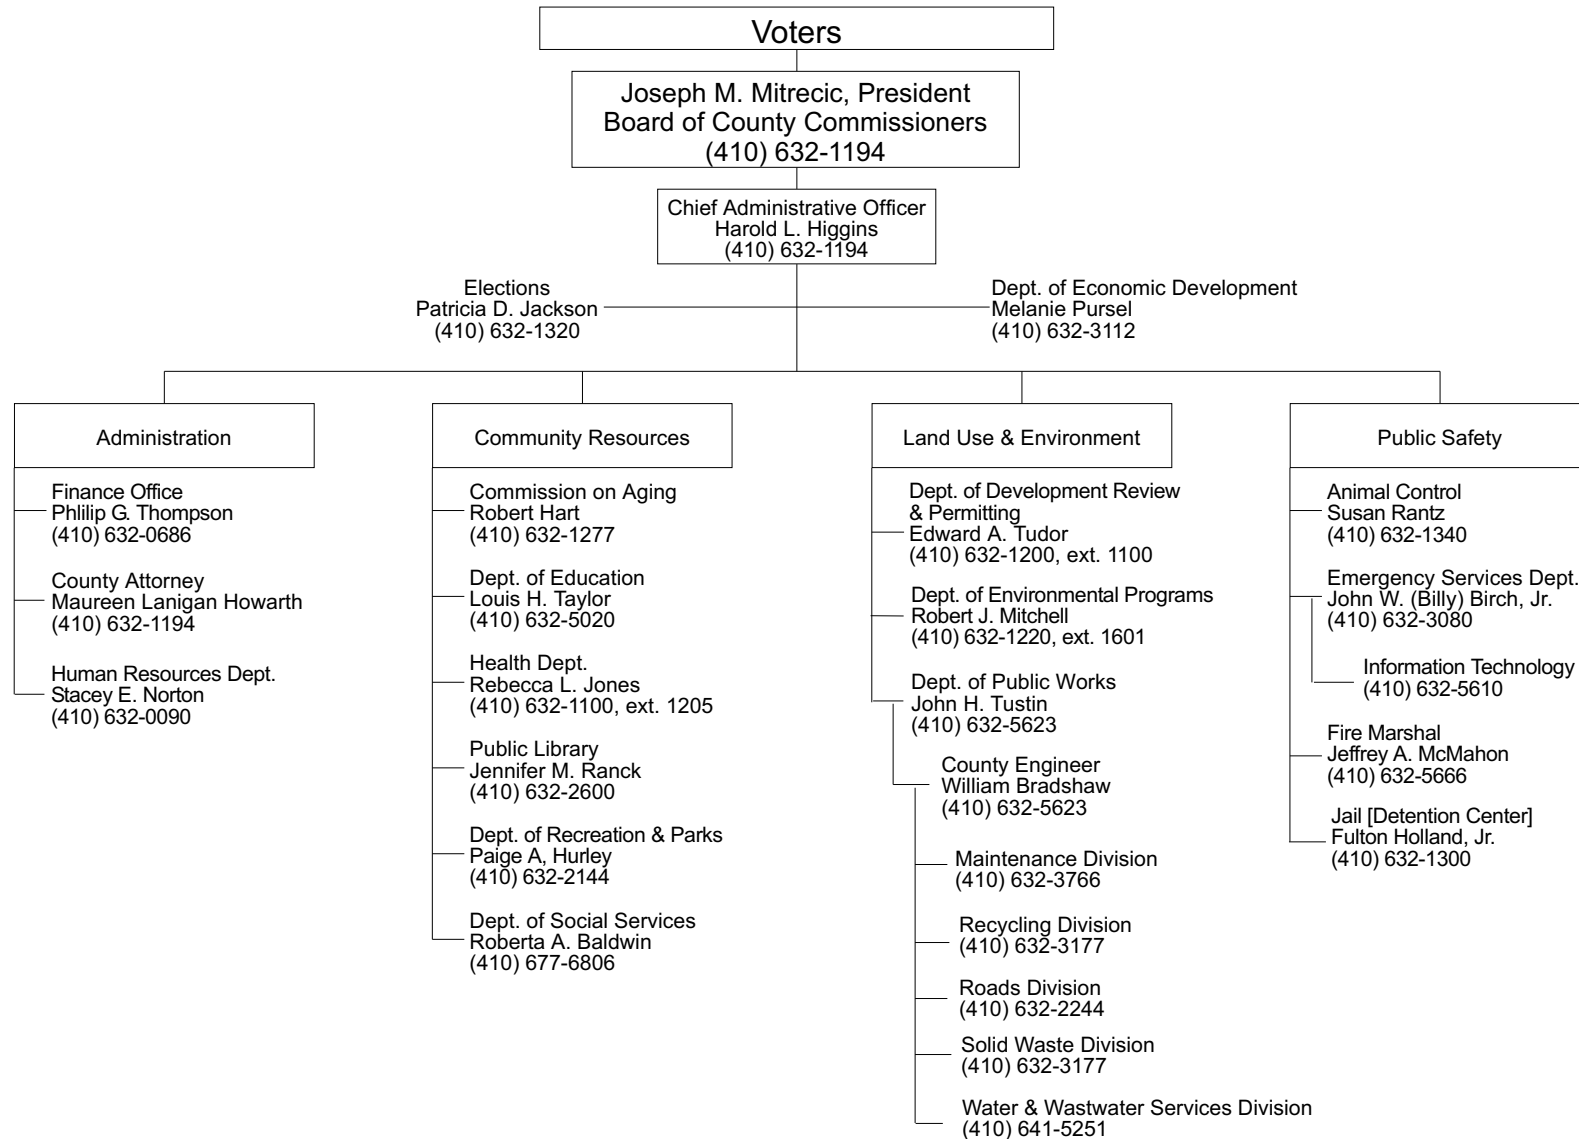 Voters
Joseph M. Mitrecic, President
Board of County Commissioners
(410) 632-1194
Chief Administrative Officer
Harold L. Higgins
(410) 632-1194
Elections
Patricia D. Jackson
(410) 632-1320
Dept. of Economic Development
Melanie Pursel
(410) 632-3112
Administration
Finance Office
Phlilip G. Thompson
(410) 632-0686
County Attorney
Maureen Lanigan Howarth
(410) 632-1194
Human Resources Dept.
Stacey E. Norton
(410) 632-0090
Community Resources
Commission on Aging
Robert Hart
(410) 632-1277
Dept. of Education
Louis H. Taylor
(410) 632-5020
Health Dept.
Rebecca L. Jones
(410) 632-1100, ext. 1205
Public Library
Jennifer M. Ranck
(410) 632-2600
Dept. of Recreation & Parks
Paige A, Hurley
(410) 632-2144
Dept. of Social Services
Roberta A. Baldwin
(410) 677-6806
Land Use & Environment
Dept. of Development Review
& Permitting
Edward A. Tudor
(410) 632-1200, ext. 1100
Dept. of Environmental Programs
Robert J. Mitchell
(410) 632-1220, ext. 1601
Dept. of Public Works
John H. Tustin
(410) 632-5623
County Engineer
William Bradshaw
(410) 632-5623
Maintenance Division
(410) 632-3766
Recycling Division
(410) 632-3177
Roads Division
(410) 632-2244
Solid Waste Division
(410) 632-3177
Water & Wastwater Services Division
(410) 641-5251
Public Safety
Animal Control
Susan Rantz
(410) 632-1340
Emergency Services Dept.
John W. (Billy) Birch, Jr.
(410) 632-3080
Information Technology
(410) 632-5610
Fire Marshal
Jeffrey A. McMahon
(410) 632-5666
Jail [Detention Center]
Fulton Holland, Jr.
(410) 632-1300